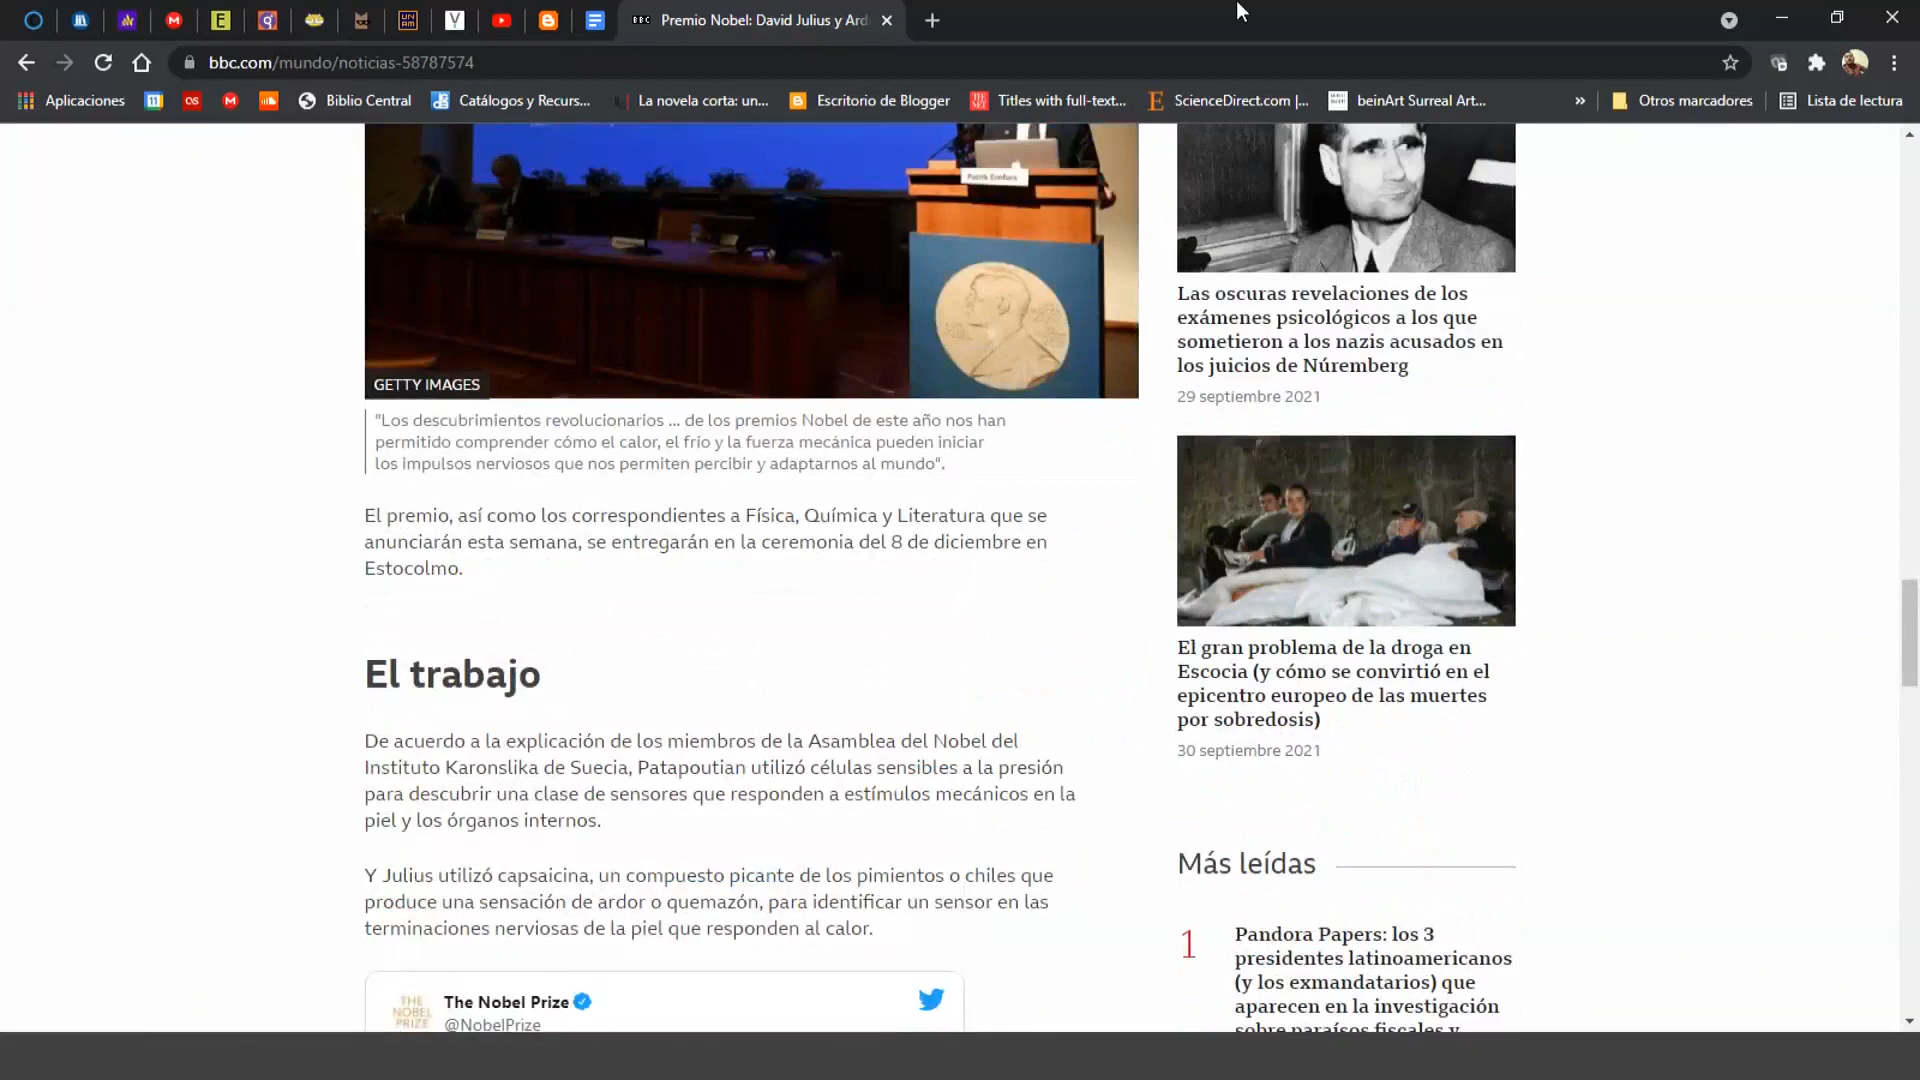 E
UN
AM
Y
BBC
Premio Nobel: David Julius y Ard
bbc.com/mundo/noticias-58787574
Aplicaciones
Biblio Central
Catálogos y Recurs...
La novela corta: un...
Escritorio de Blogger
Titles with full-text...
ScienceDirect.com |...
beinArt Surreal Art...
»
Otros marcadores
Lista de lectura
Patrik Ernfors
GETTY IMAGES
"Los descubrimientos revolucionarios ... de los premios Nobel de este año nos han
permitido comprender cómo el calor, el frío y la fuerza mecánica pueden iniciar
los impulsos nerviosos que nos permiten percibir y adaptarnos al mundo".
El premio, así como los correspondientes a Física, Química y Literatura que se
anunciarán esta semana, se entregarán en la ceremonia del 8 de diciembre en
Estocolmo.
El trabajo
De acuerdo a la explicación de los miembros de la Asamblea del Nobel del
Instituto Karonslika de Suecia, Patapoutian utilizó células sensibles a la presión
para descubrir una clase de sensores que responden a estímulos mecánicos en la
piel y los órganos internos.
Y Julius utilizó capsaicina, un compuesto picante de los pimientos o chiles que
produce una sensación de ardor o quemazón, para identificar un sensor en las
terminaciones nerviosas de la piel que responden al calor.
THE
NOBEL
PRIZE
The Nobel Prize
@NobelPrize
Las oscuras revelaciones de los
exámenes psicológicos a los que
sometieron a los nazis acusados en
los juicios de Núremberg
29 septiembre 2021
El gran problema de la droga en
Escocia (y cómo se convirtió en el
epicentro europeo de las muertes
por sobredosis)
30 septiembre 2021
Más leídas
1
Pandora Papers: los 3
presidentes latinoamericanos
(y los exmandatarios) que
aparecen en la investigación
sobre paraísos fiscales y